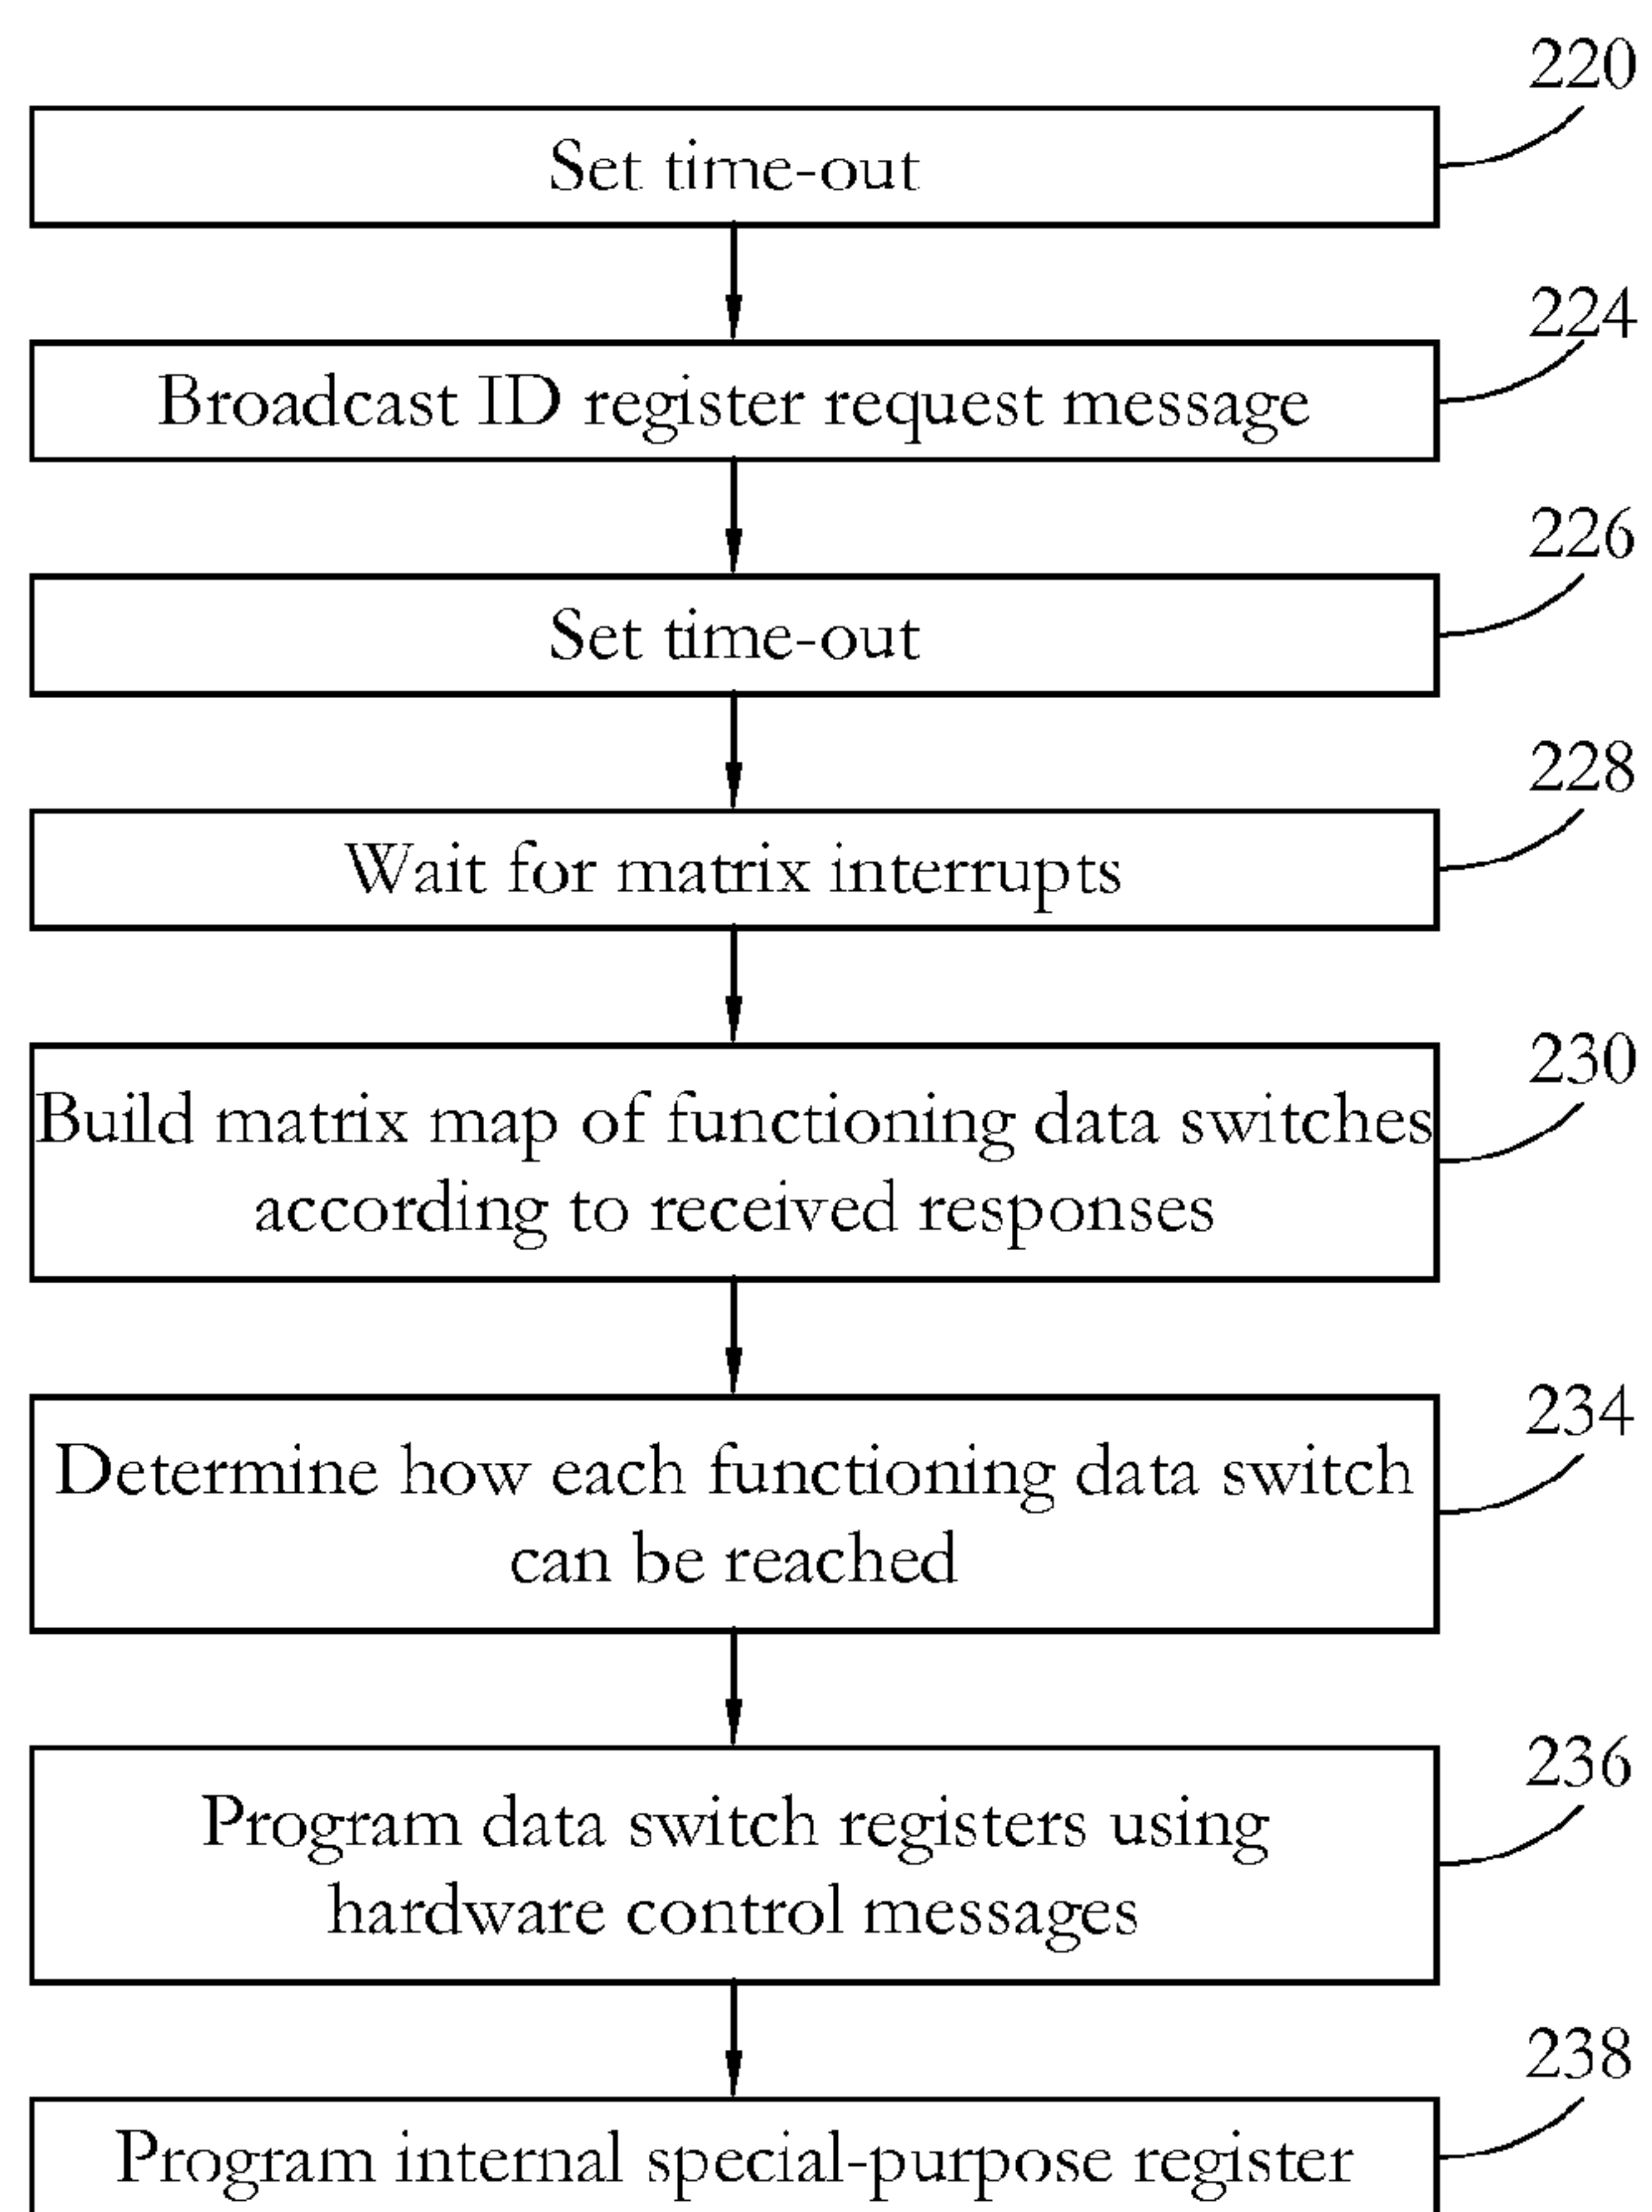 220
Set time-out
224
Broadcast ID register request message
226
Set time-out
228
Wait for matrix interrupts
230
Build matrix map of functioning data switches
according to received responses
234
Determine how each functioning data switch
can be reached
236
Program data switch registers using
hardware control messages
238
Program internal special-purpose register